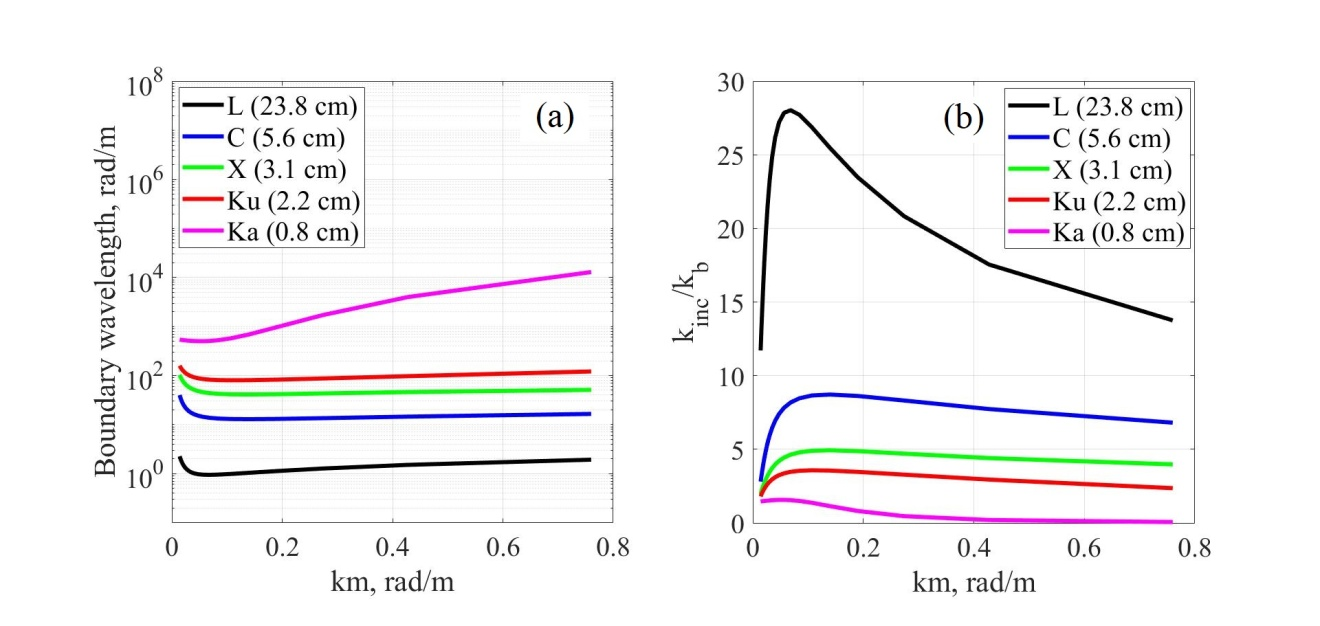 10^8
10^6
10^4
10^2
10^0
Boundary wavelength, rad/m
L (23.8 cm)
C (5.6 cm)
X (3.1 cm)
Ku (2.2 cm)
Ka (0.8 cm)
(a)
0 0.2 0.4 0.6 0.8
km, rad/m
30
25
20
15
10
5
0
k_inc/k_b
(b)
L (23.8 cm)
C (5.6 cm)
X (3.1 cm)
Ku (2.2 cm)
Ka (0.8 cm)
0 0.2 0.4 0.6 0.8
km, rad/m